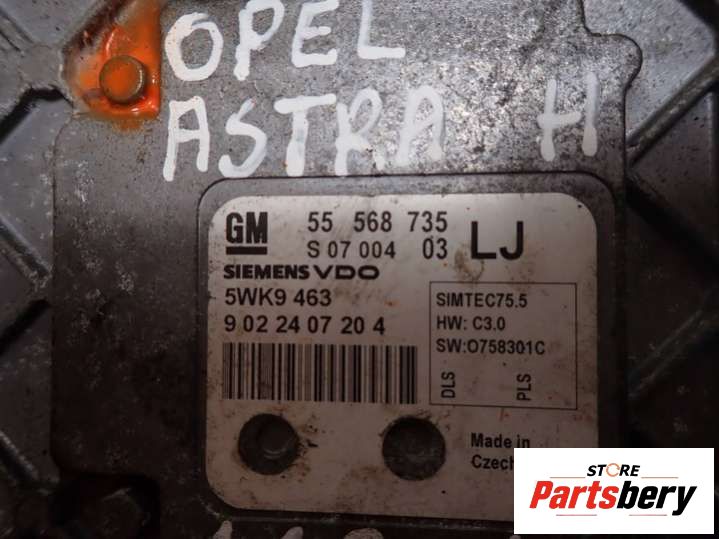 OPEL
ASTRA H
GM 55 568 735 LJ
S 07 004 03
SIEMENS VDO
5WK9 463
9 02 24 07 20 4
SIMTEC75.5
HW: C3.0
SW:O758301C
DLS PLS
Made in
Czech
STORE
Partsbery